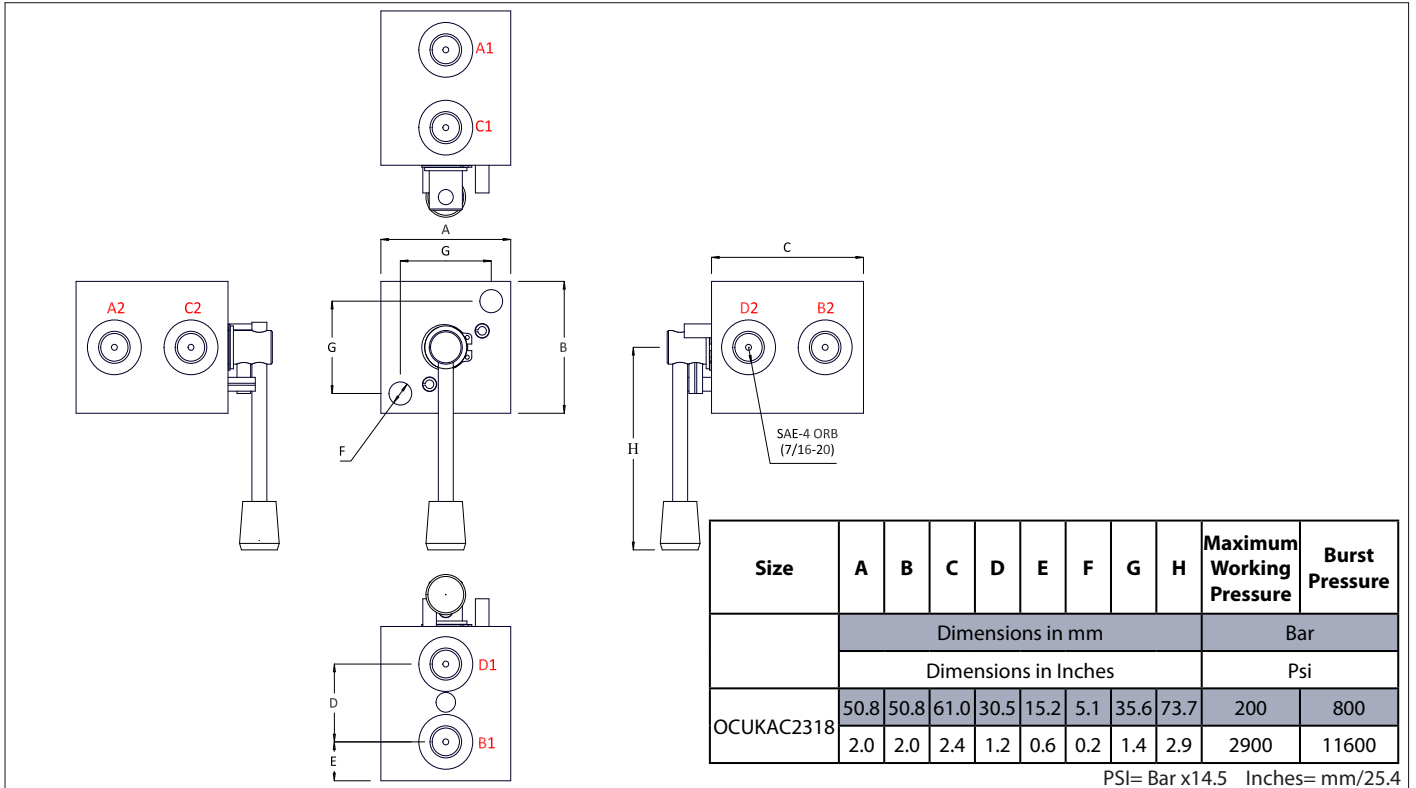 A1
C1
A
G
C
A2 C2
D2 B2
G
B
F
H
SAE-4 ORB
(7/16-20)
D1
D
B1
E
Size A B C D E F G H Maximum Working Pressure Burst Pressure
Dimensions in mm Bar
Dimensions in Inches Psi
OCUKAC2318
50.8 50.8 61.0 30.5 15.2 5.1 35.6 73.7 200 800
2.0 2.0 2.4 1.2 0.6 0.2 1.4 2.9 2900 11600
PSI= Bar x14.5 Inches= mm/25.4